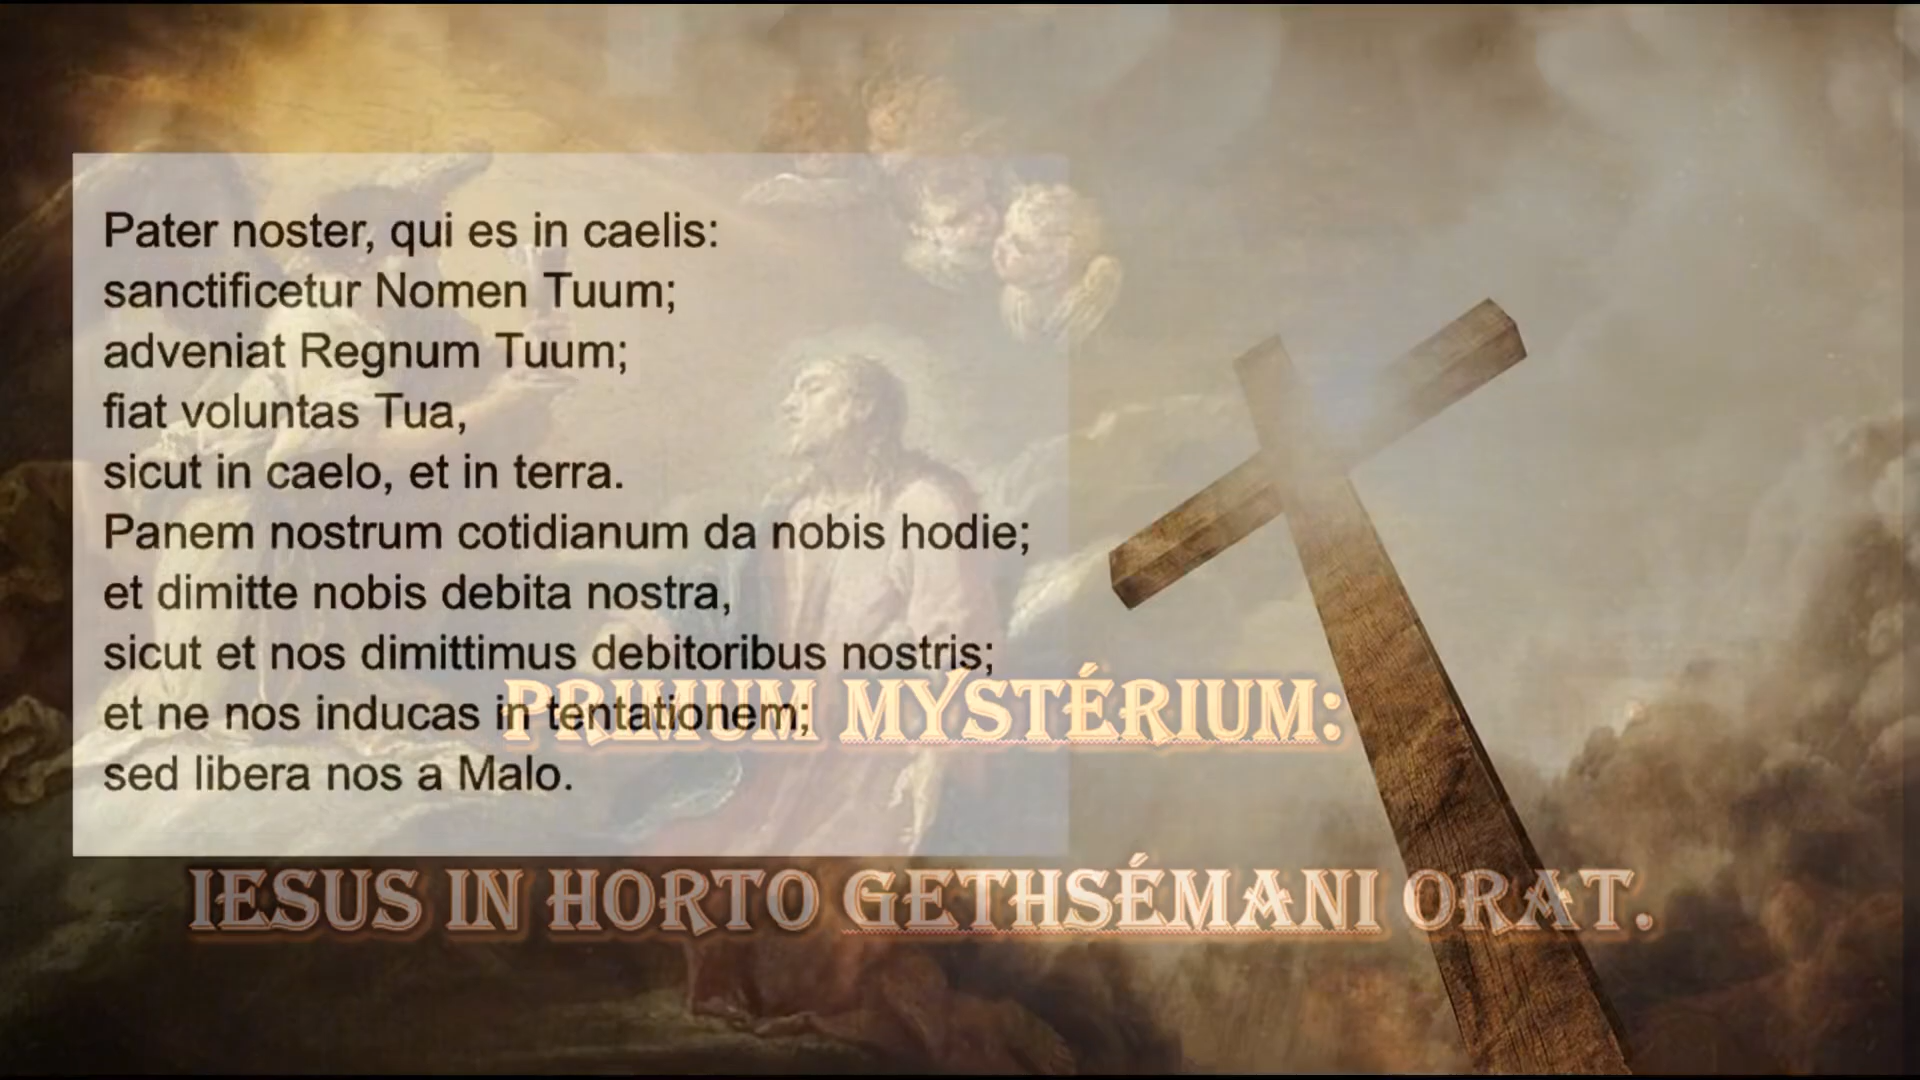 Pater noster, qui es in caelis:
sanctificetur Nomen Tuum;
adveniat Regnum Tuum;
fiat voluntas Tua,
sicut in caelo, et in terra.
Panem nostrum cotidianum da nobis hodie;
et dimitte nobis debita nostra,
sicut et nos dimittimus debitoribus nostris;
et ne nos inducas in tentationem;
sed libera nos a Malo.
PRIMUM MYSTÉRIUM:
IESUS IN HORTO GETHSÉMANI ORAT.